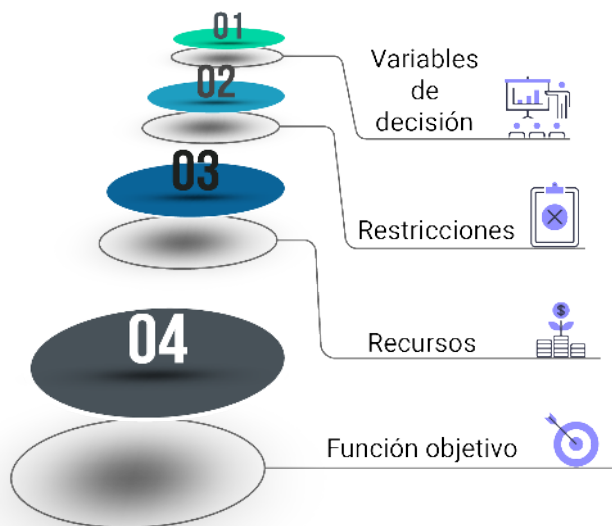 01
Variables
de
decisión
02
Restricciones
03
Recursos
$
04
Función objetivo